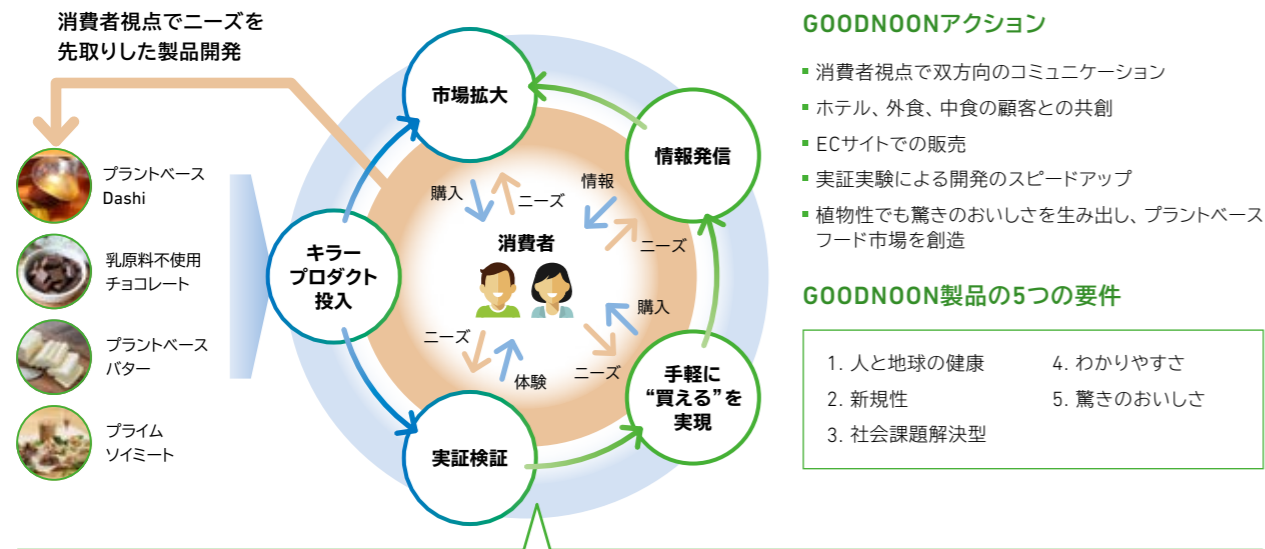 消費者視点でニーズを
先取りした製品開発
プラントベース
Dashi
乳原料不使用
チョコレート
プラントベース
バター
プライム
ソイミート
キラー
プロダクト
投入
市場拡大
情報発信
手軽に
“買える”を
実現
実証検証
購入
ニーズ
情報
ニーズ
消費者
購入
ニーズ
ニーズ
体験
GOODNOONアクション
▪ 消費者視点で双方向のコミュニケーション
▪ ホテル、外食、中食の顧客との共創
▪ ECサイトでの販売
▪ 実証実験による開発のスピードアップ
▪ 植物性でも驚きのおいしさを生み出し、プラントベース
フード市場を創造
GOODNOON製品の5つの要件
1. 人と地球の健康
2. 新規性
3. 社会課題解決型
4. わかりやすさ
5. 驚きのおいしさ